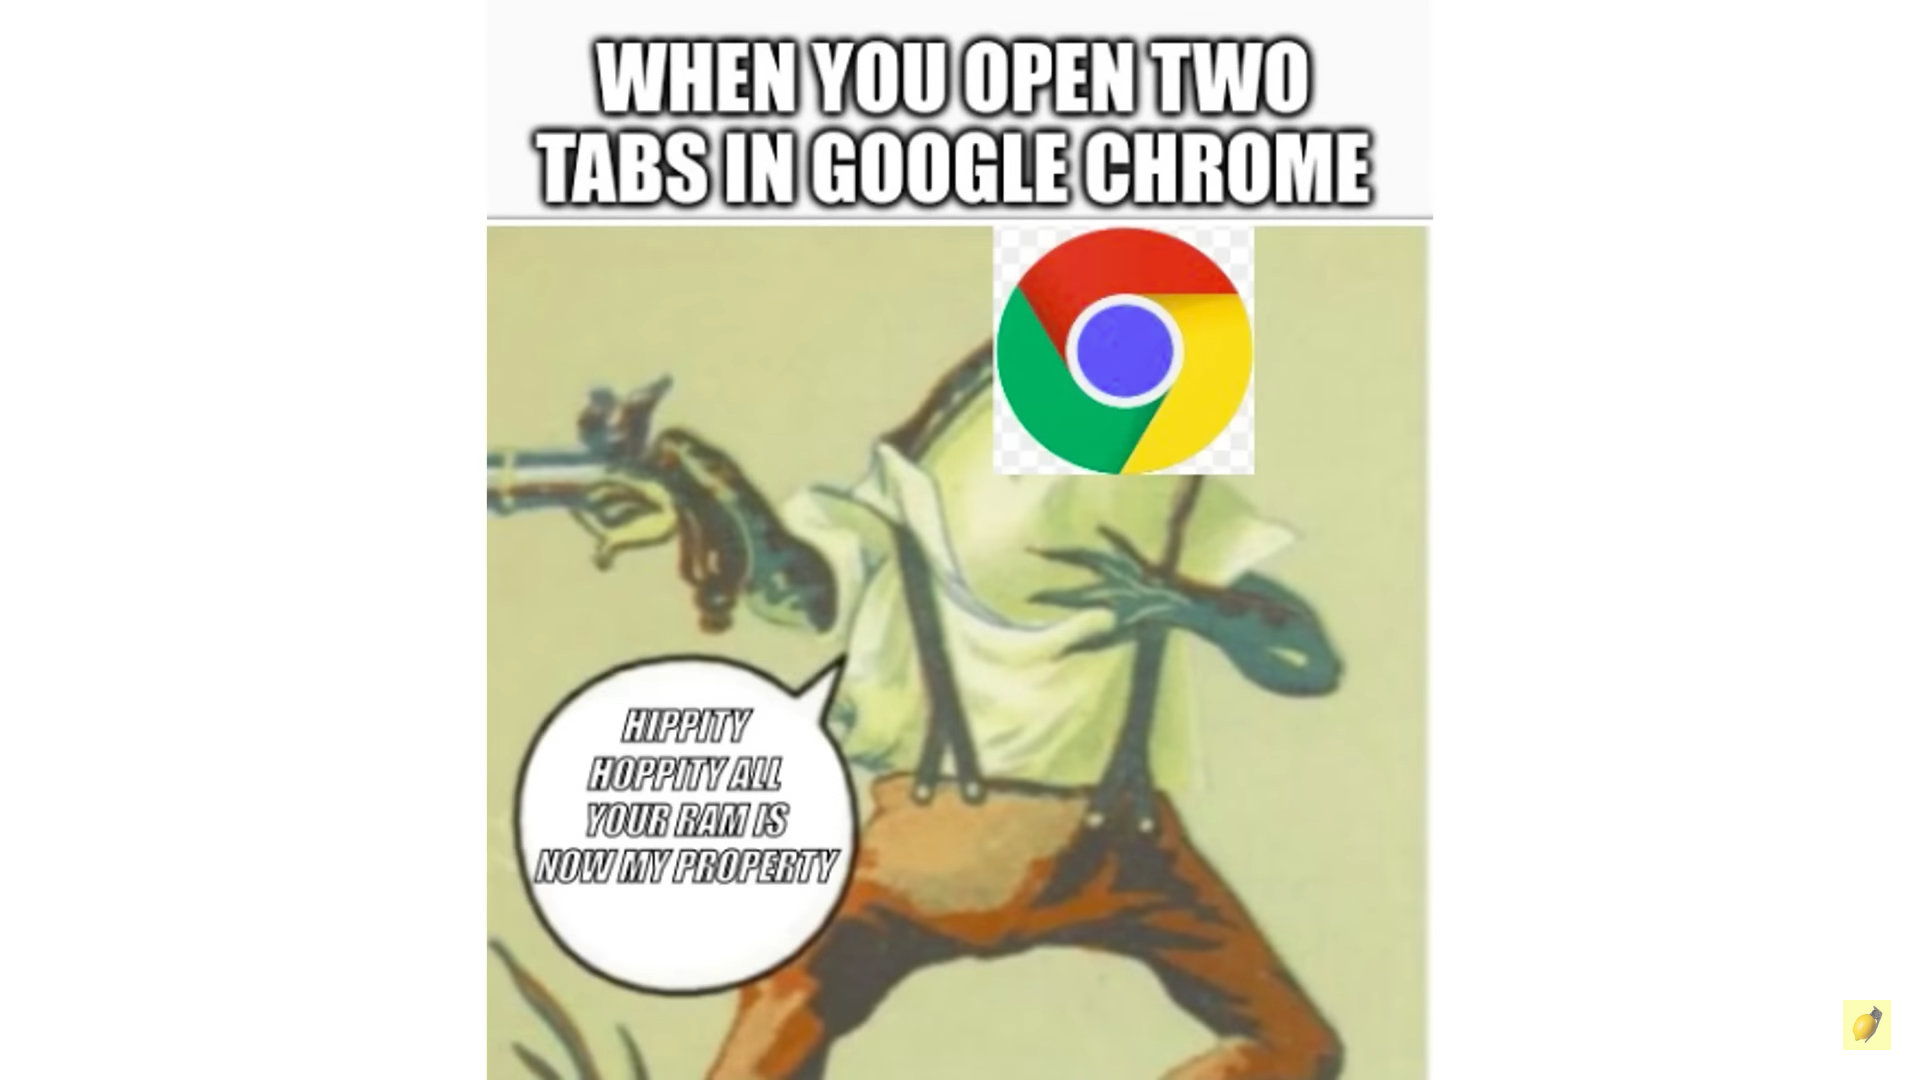 WHEN YOU OPEN TWO
TABS IN GOOGLE CHROME
HIPPITY
HOPPITY ALL
YOUR RAM IS
NOW MY PROPERTY